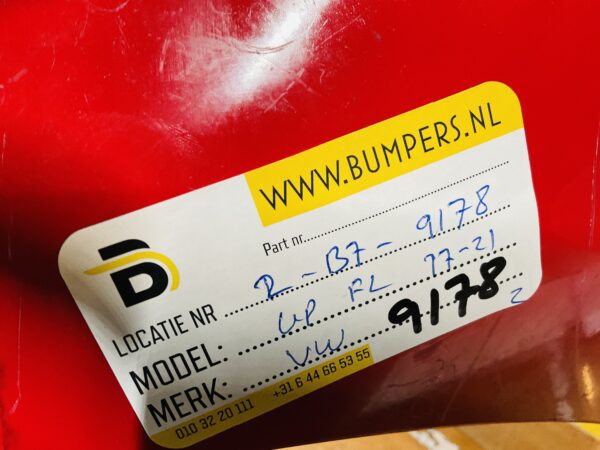 WWW.BUMPERS.NL
Part nr.
B
LOCATIE NR R-B7-9178
MODEL: UP FL 17-21
MERK: VW 9178 2
010 32 20 111 +31 6 44 66 53 55